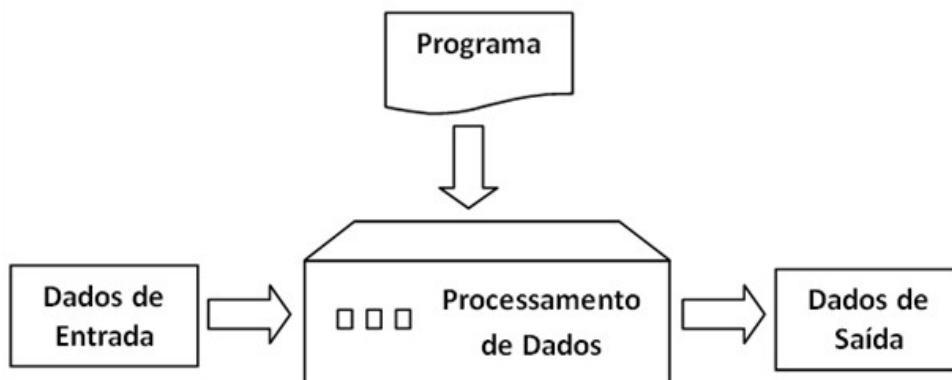 Programa
Dados de
Entrada
Processamento
de Dados
Dados de
Saída